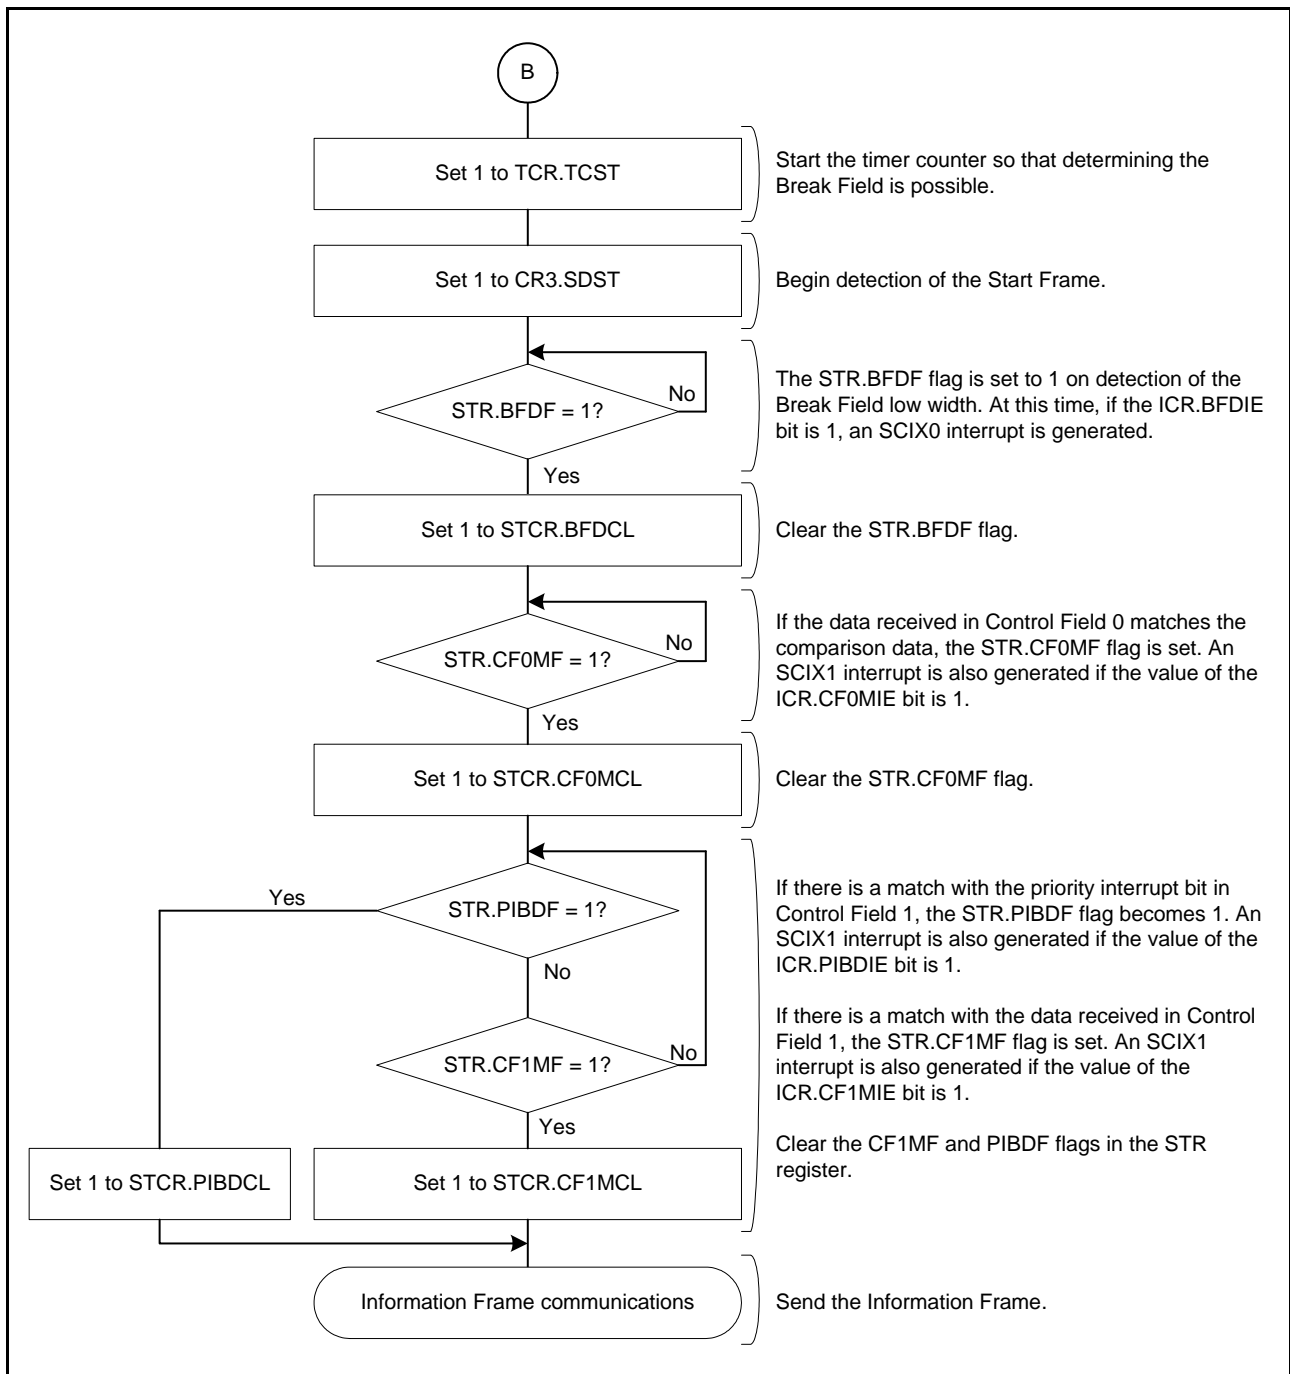 B
Set 1 to TCR.TCST
Start the timer counter so that determining the
Break Field is possible.
Set 1 to CR3.SDST
Begin detection of the Start Frame.
STR.BFDF = 1?
No
Yes
The STR.BFDF flag is set to 1 on detection of the
Break Field low width. At this time, if the ICR.BFDIE
bit is 1, an SCIX0 interrupt is generated.
Set 1 to STCR.BFDCL
Clear the STR.BFDF flag.
STR.CF0MF = 1?
No
Yes
If the data received in Control Field 0 matches the
comparison data, the STR.CF0MF flag is set. An
SCIX1 interrupt is also generated if the value of the
ICR.CF0MIE bit is 1.
Set 1 to STCR.CF0MCL
Clear the STR.CF0MF flag.
Yes
STR.PIBDF = 1?
No
If there is a match with the priority interrupt bit in
Control Field 1, the STR.PIBDF flag becomes 1. An
SCIX1 interrupt is also generated if the value of the
ICR.PIBDIE bit is 1.
STR.CF1MF = 1?
No
Yes
If there is a match with the data received in Control
Field 1, the STR.CF1MF flag is set. An SCIX1
interrupt is also generated if the value of the
ICR.CF1MIE bit is 1.
Set 1 to STCR.PIBDCL
Set 1 to STCR.CF1MCL
Clear the CF1MF and PIBDF flags in the STR
register.
Information Frame communications
Send the Information Frame.